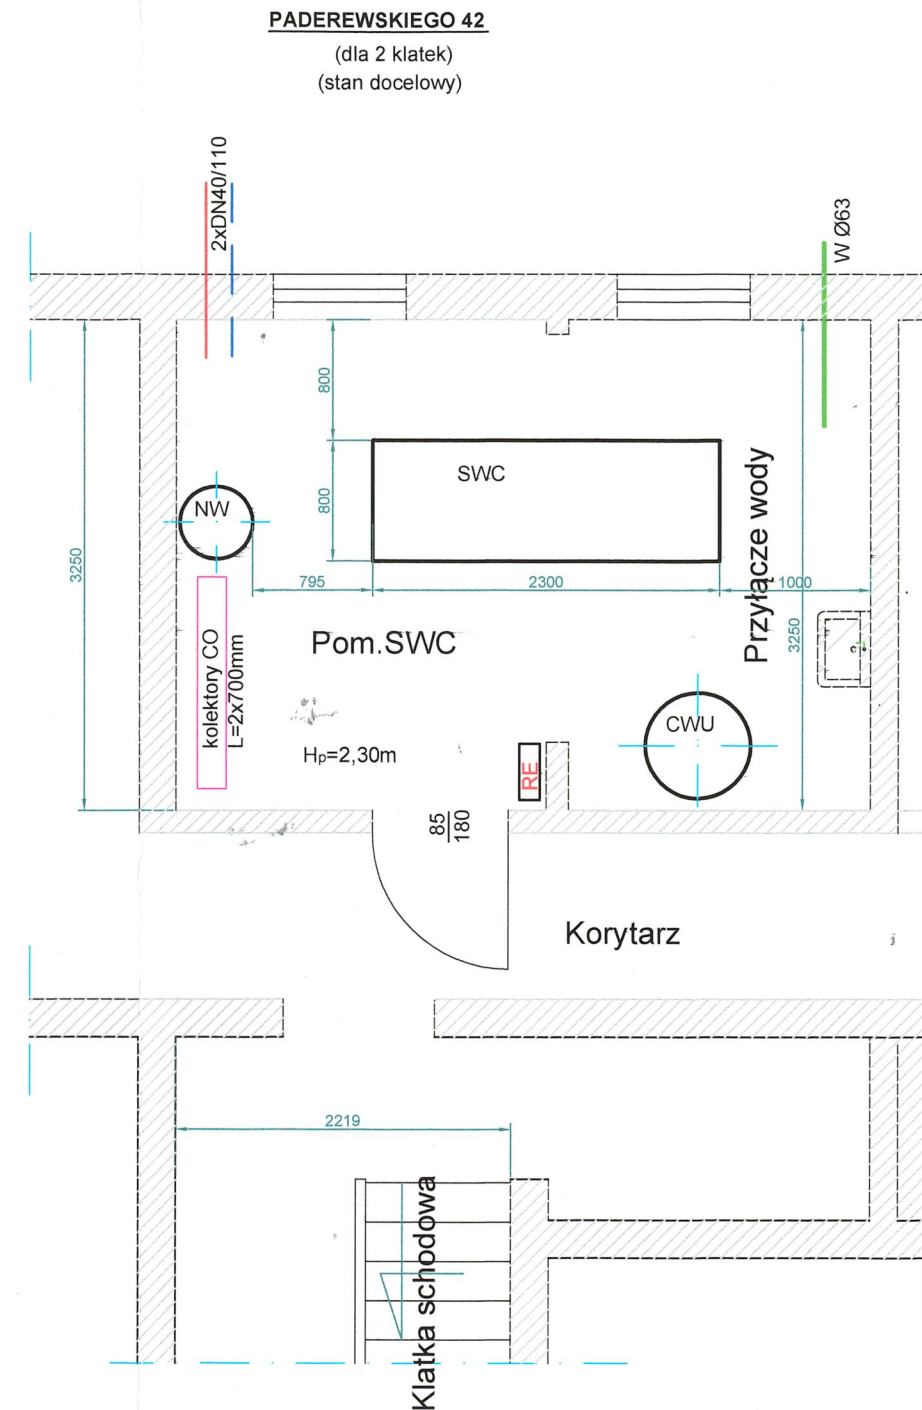 PADEREWSKIEGO 42
(dla 2 klatek)
(stan docelowy)
2xDN40/110
W Ø63
800
SWC
800
NW
3250
795
2300
1000
Przyłącze wody
3250
Pom.SWC
kolektory CO
L=2x700mm
CWU
Hp=2,30m
RE
85
180
Korytarz
2219
Klatka schodowa